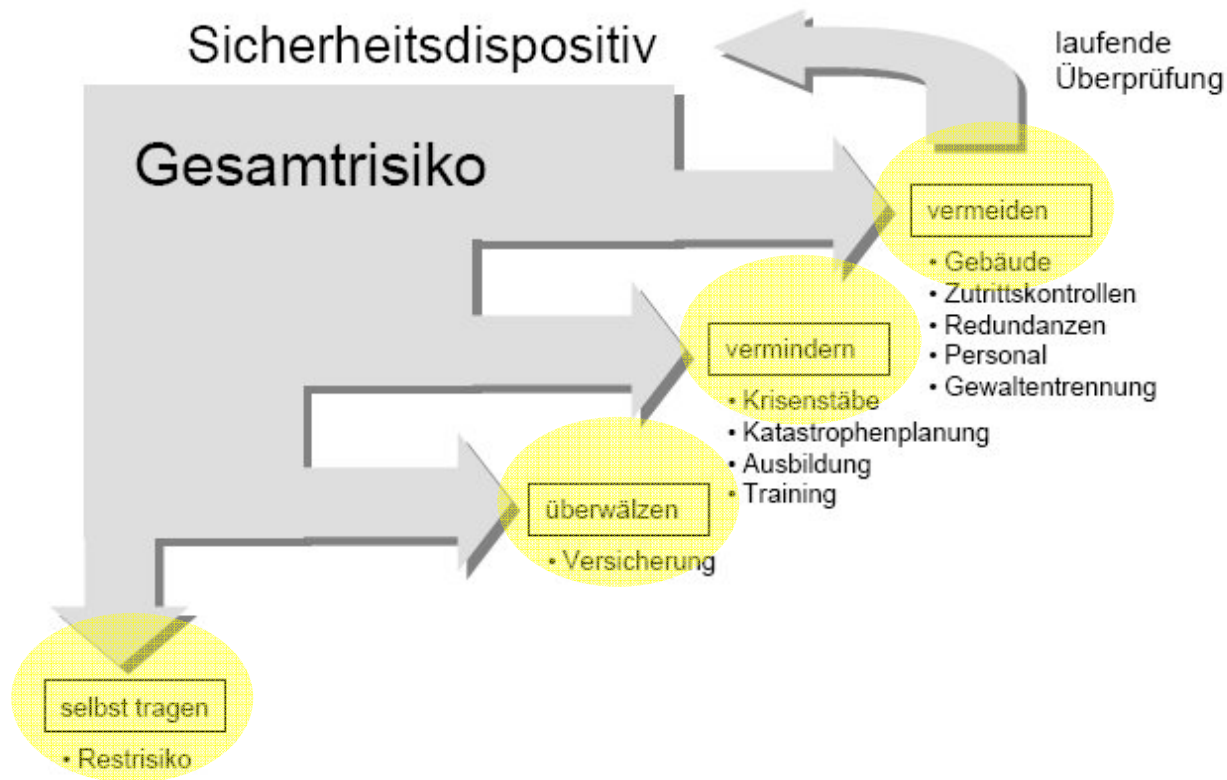 Sicherheitsdispositiv
laufende
Überprüfung
Gesamtrisiko
vermeiden
• Gebäude
• Zutrittskontrollen
• Redundanzen
• Personal
• Gewaltentrennung
vermindern
• Krisenstäbe
• Katastrophenplanung
• Ausbildung
• Training
überwälzen
• Versicherung
selbst tragen
• Restrisiko